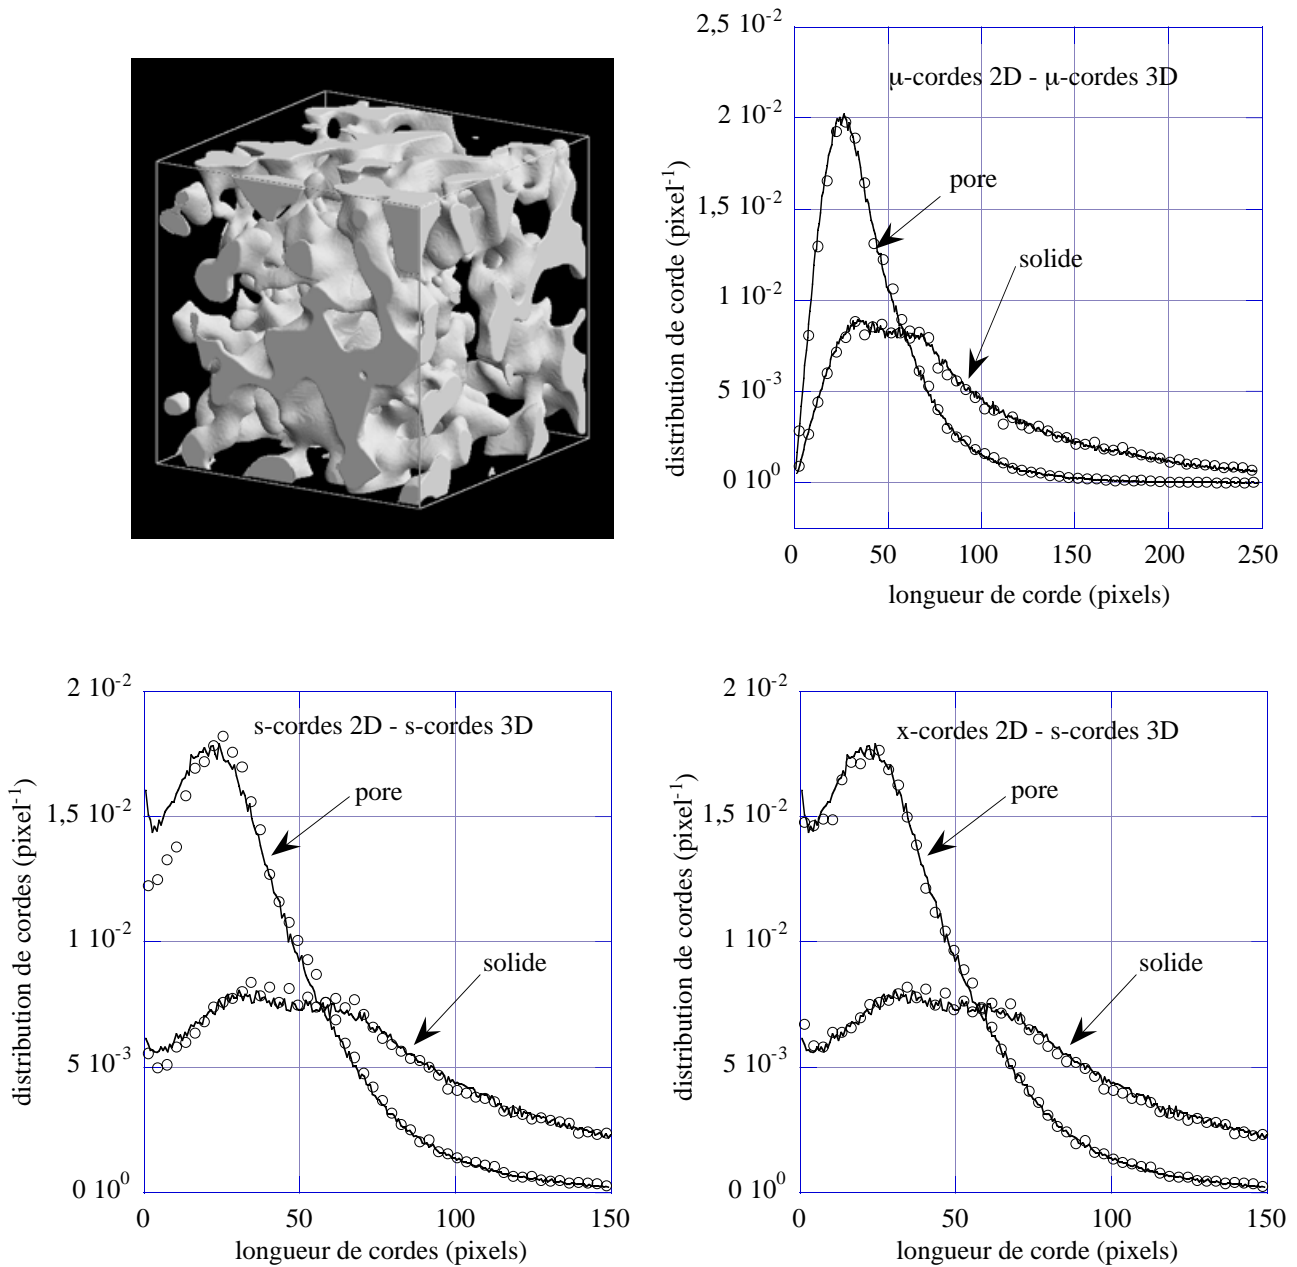 2,5 10-2
µ-cordes 2D - µ-cordes 3D
2 10-2
pore
1,5 10-2
solide
1 10-2
5 10-3
0 100
distribution de corde (pixel-1)
0 50 100 150 200 250
longueur de corde (pixels)
2 10-2
s-cordes 2D - s-cordes 3D
pore
1,5 10-2
1 10-2
solide
5 10-3
0 100
distribution de cordes (pixel-1)
0 50 100 150
longueur de cordes (pixels)
2 10-2
x-cordes 2D - s-cordes 3D
pore
1,5 10-2
1 10-2
solide
5 10-3
0 100
distribution de cordes (pixel-1)
0 50 100 150
longueur de corde (pixels)